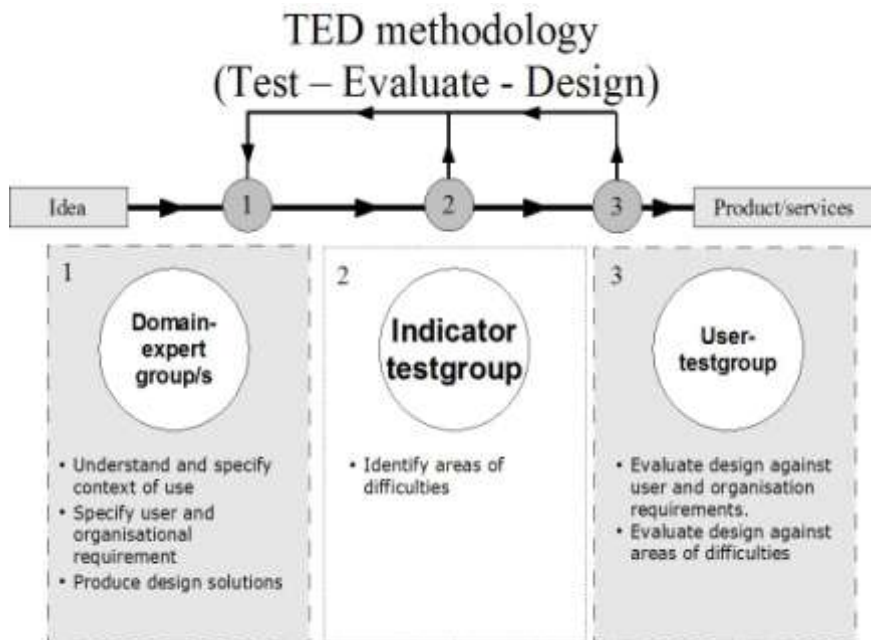 TED methodology
(Test – Evaluate - Design)
Idea
1
2
3
Product/services
1
Domain-
expert
group/s
• Understand and specify
context of use
• Specify user and
organisational
requirement
• Produce design solutions
2
Indicator
testgroup
• Identify areas of
difficulties
3
User-
testgroup
• Evaluate design against
user and organisation
requirements.
• Evaluate design against
areas of difficulties